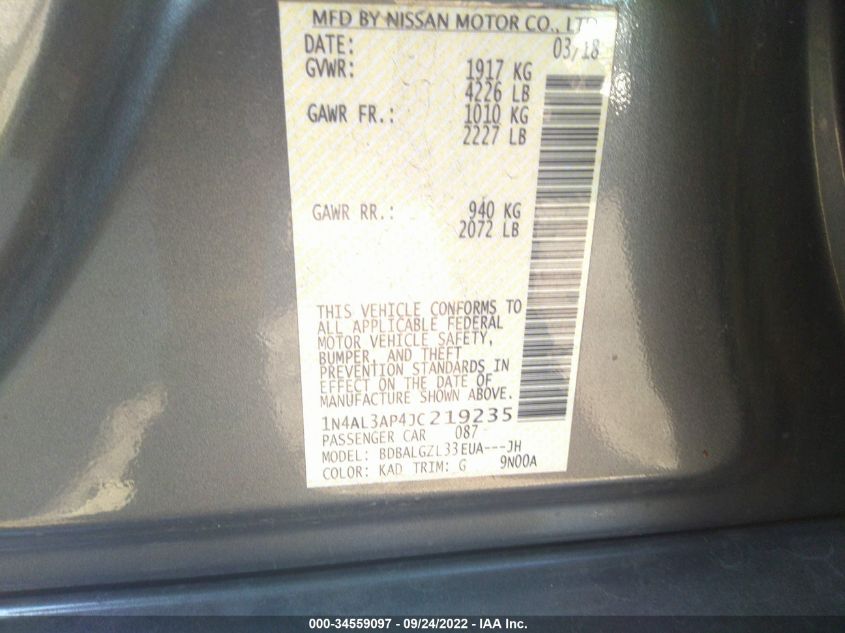 MFD BY NISSAN MOTOR CO., LTD
DATE: 03/18
GVWR: 1917 KG
4226 LB
GAWR FR.: 1010 KG
2227 LB
GAWR RR.: 940 KG
2072 LB
THIS VEHICLE CONFORMS TO
ALL APPLICABLE FEDERAL
MOTOR VEHICLE SAFETY,
BUMPER, AND THEFT
PREVENTION STANDARDS IN
EFFECT ON THE DATE OF
MANUFACTURE SHOWN ABOVE.
1N4AL3AP4JC219235
PASSENGER CAR 087
MODEL: BDBALGZL33EUA---JH
COLOR: KAD TRIM: G 9N00A
000-34559097 - 09/24/2022 - IAA Inc.